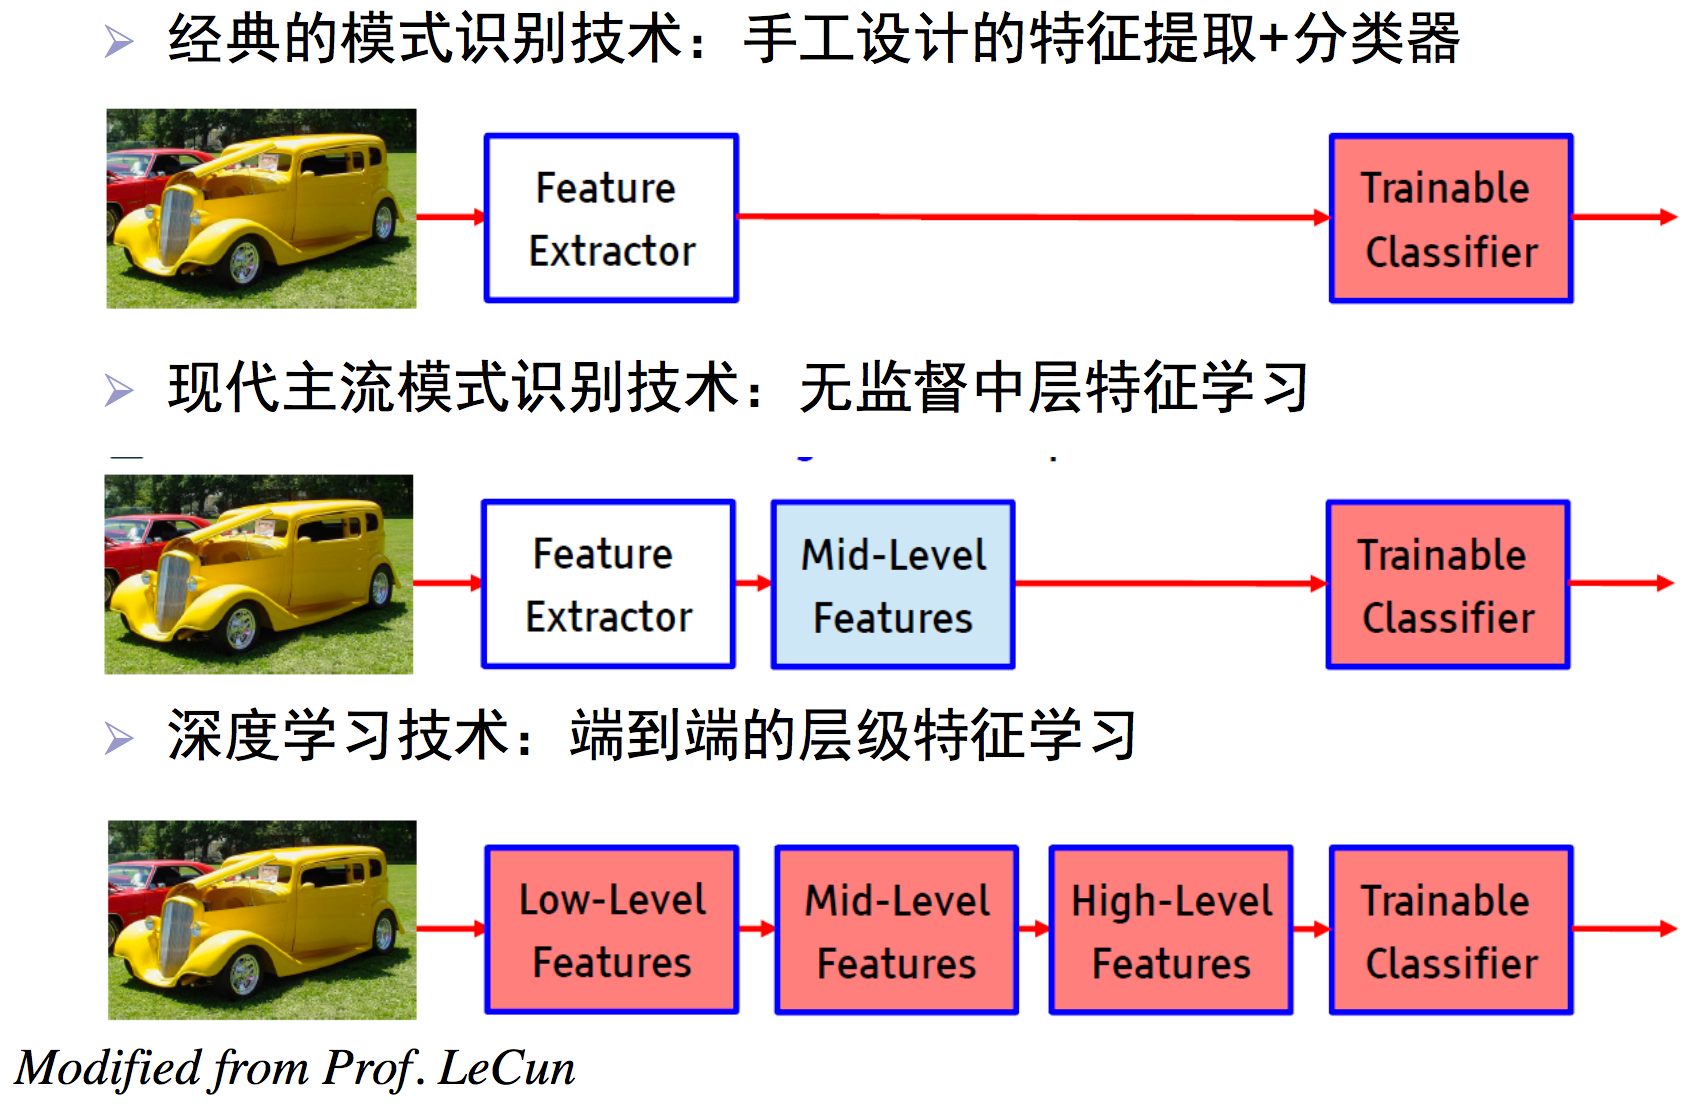 经典的模式识别技术：手工设计的特征提取+分类器
Feature
Extractor
Trainable
Classifier
现代主流模式识别技术：无监督中层特征学习
Feature
Extractor
Mid-Level
Features
Trainable
Classifier
深度学习技术：端到端的层级特征学习
Low-Level
Features
Mid-Level
Features
High-Level
Features
Trainable
Classifier
Modified from Prof. LeCun